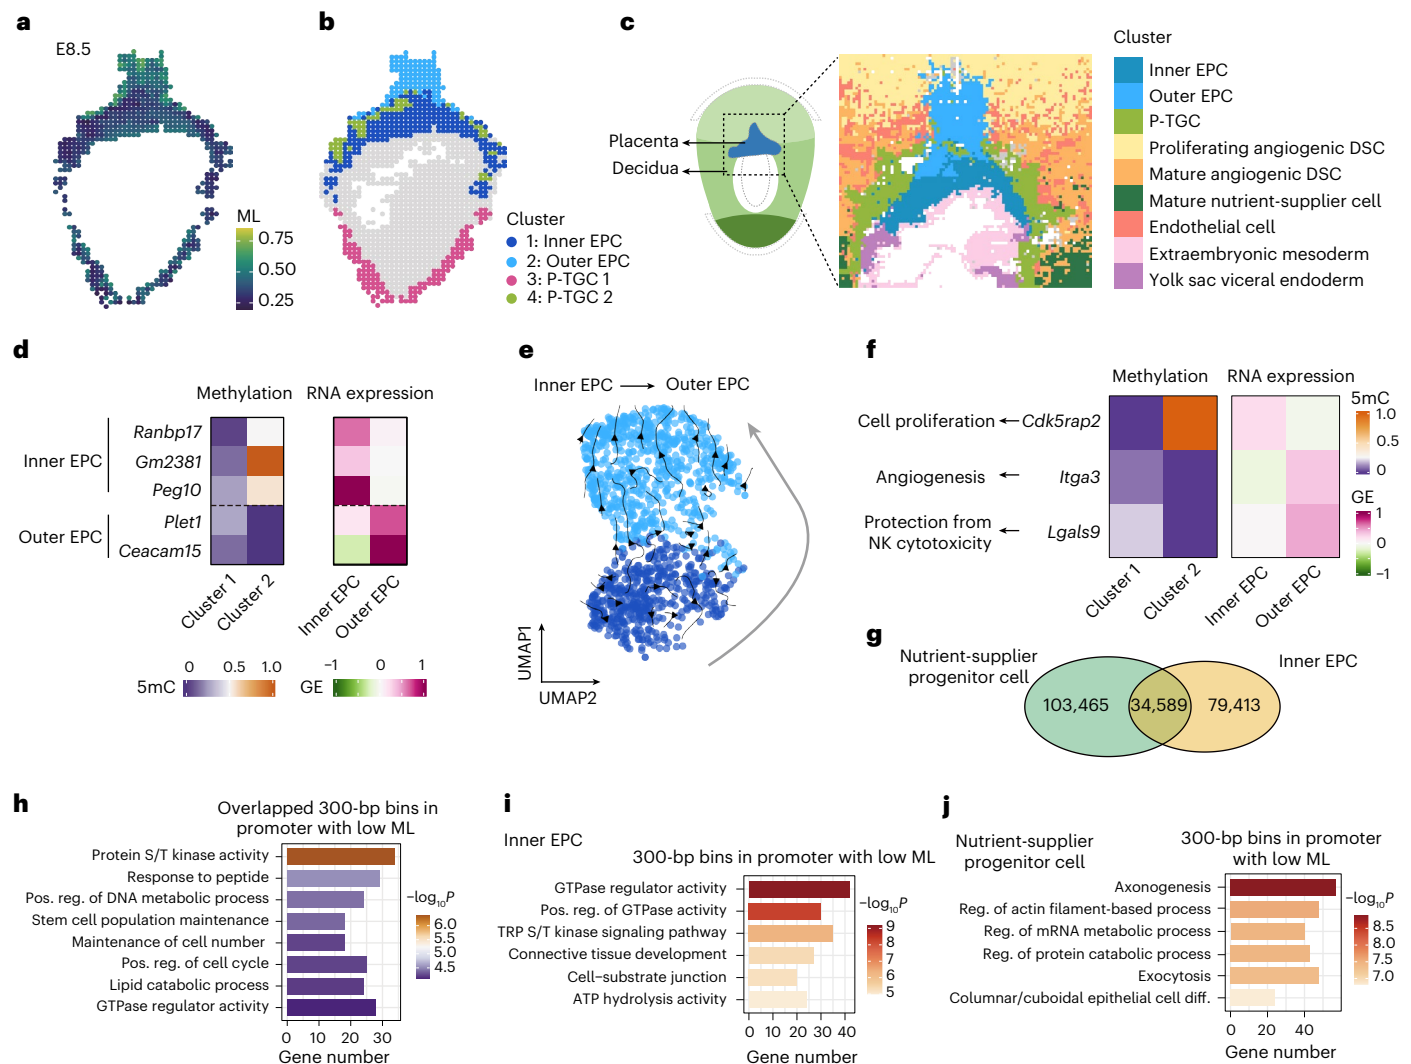 a
E8.5
ML
0.75
0.50
0.25
b
Cluster
1: Inner EPC
2: Outer EPC
3: P-TGC 1
4: P-TGC 2
c
Placenta
Decidua
Cluster
Inner EPC
Outer EPC
P-TGC
Proliferating angiogenic DSC
Mature angiogenic DSC
Mature nutrient-supplier cell
Endothelial cell
Extraembryonic mesoderm
Yolk sac viceral endoderm
d
Methylation
RNA expression
Inner EPC
Ranbp17
Gm2381
Peg10
Outer EPC
Plet1
Ceacam15
Cluster 1
Cluster 2
Inner EPC
Outer EPC
5mC
0
0.5
1.0
GE
−1
0
1
e
Inner EPC
Outer EPC
UMAP1
UMAP2
f
Methylation
RNA expression
Cell proliferation
Cdk5rap2
Angiogenesis
Itga3
Protection from
NK cytotoxicity
Lgals9
Cluster 1
Cluster 2
Inner EPC
Outer EPC
5mC
1.0
0.5
0
GE
1
0
−1
g
Nutrient-supplier
progenitor cell
Inner EPC
103,465
34,589
79,413
h
Overlapped 300-bp bins in
promoter with low ML
Protein S/T kinase activity
Response to peptide
Pos. reg. of DNA metabolic process
Stem cell population maintenance
Maintenance of cell number
Pos. reg. of cell cycle
Lipid catabolic process
GTPase regulator activity
0 10 20 30
Gene number
−log10P
6.0
5.5
5.0
4.5
i
Inner EPC
300-bp bins in promoter with low ML
GTPase regulator activity
Pos. reg. of GTPase activity
TRP S/T kinase signaling pathway
Connective tissue development
Cell–substrate junction
ATP hydrolysis activity
0 10 20 30 40
Gene number
−log10P
9
8
7
6
5
j
Nutrient-supplier
progenitor cell
300-bp bins in promoter
with low ML
Axonogenesis
Reg. of actin filament-based process
Reg. of mRNA metabolic process
Reg. of protein catabolic process
Exocytosis
Columnar/cuboidal epithelial cell diff.
0 20 40
Gene number
−log10P
8.5
8.0
7.5
7.0